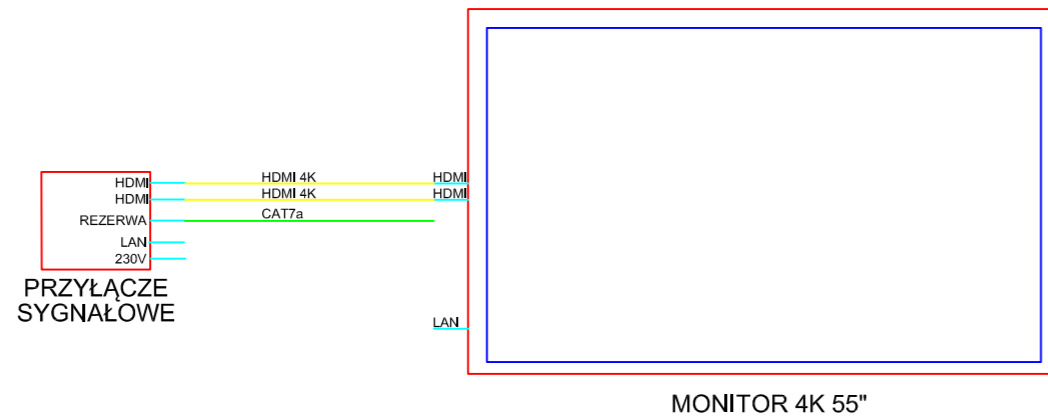 HDMI HDMI 4K HDMI
HDMI HDMI 4K HDMI
REZERWA CAT7a
LAN
230V
PRZYŁĄCZE
SYGNAŁOWE
LAN
MONITOR 4K 55"